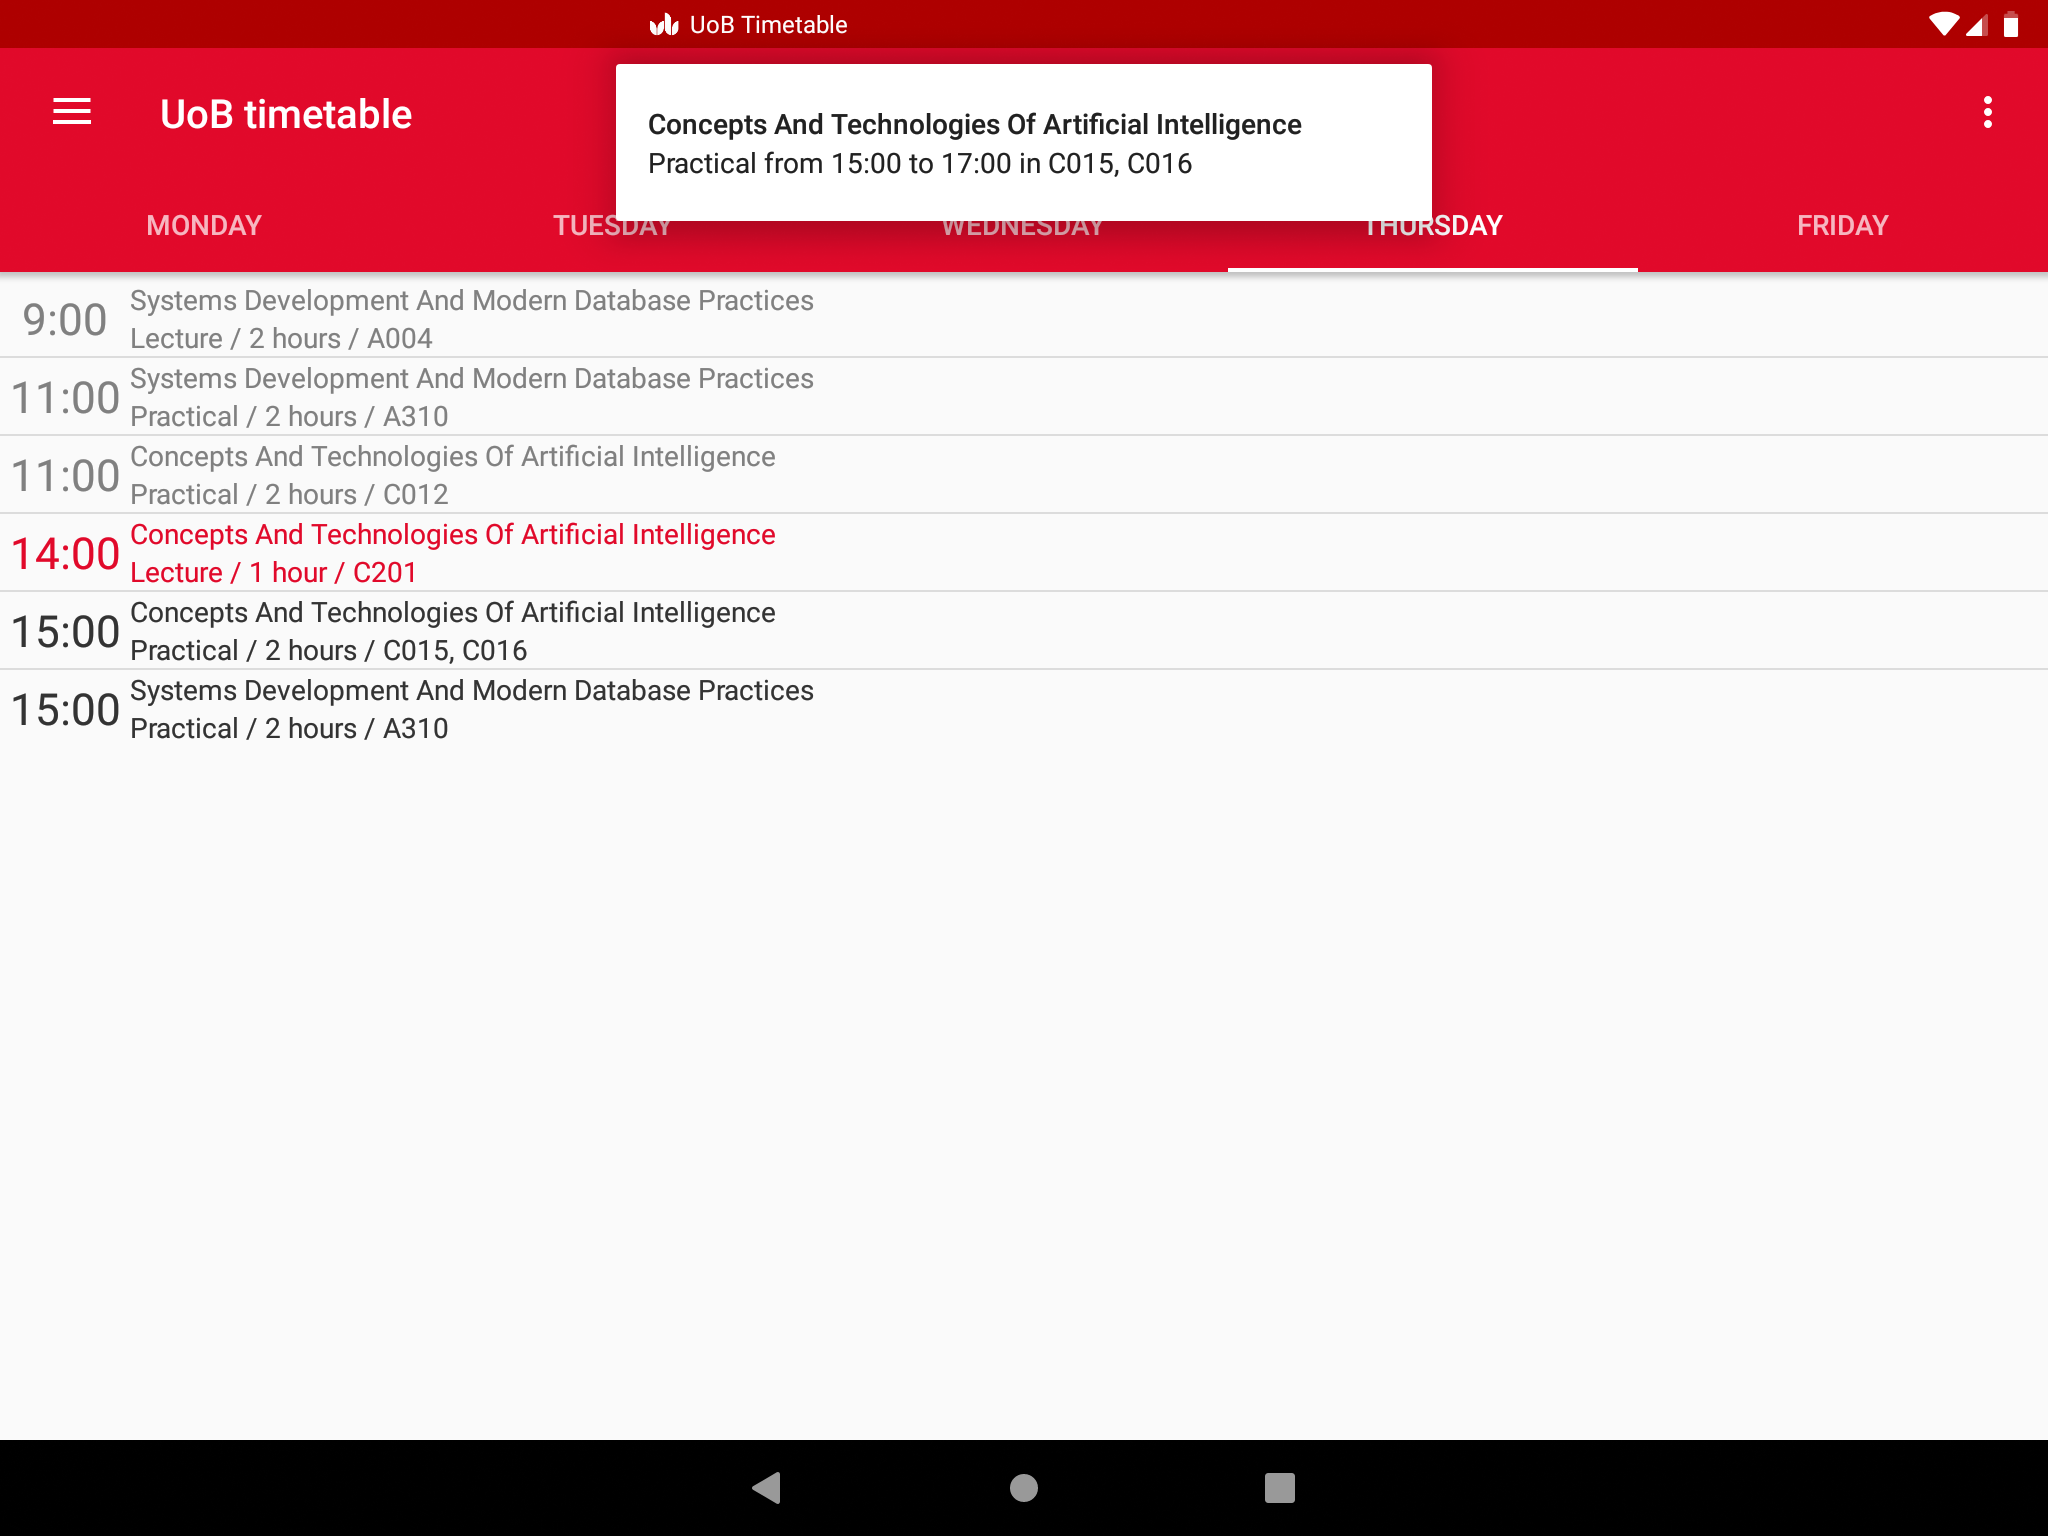 UoB Timetable
UoB timetable
Concepts And Technologies Of Artificial Intelligence
Practical from 15:00 to 17:00 in C015, C016
MONDAY TUESDAY WEDNESDAY THURSDAY FRIDAY
9:00 Systems Development And Modern Database Practices
Lecture / 2 hours / A004
11:00 Systems Development And Modern Database Practices
Practical / 2 hours / A310
11:00 Concepts And Technologies Of Artificial Intelligence
Practical / 2 hours / C012
14:00 Concepts And Technologies Of Artificial Intelligence
Lecture / 1 hour / C201
15:00 Concepts And Technologies Of Artificial Intelligence
Practical / 2 hours / C015, C016
15:00 Systems Development And Modern Database Practices
Practical / 2 hours / A310